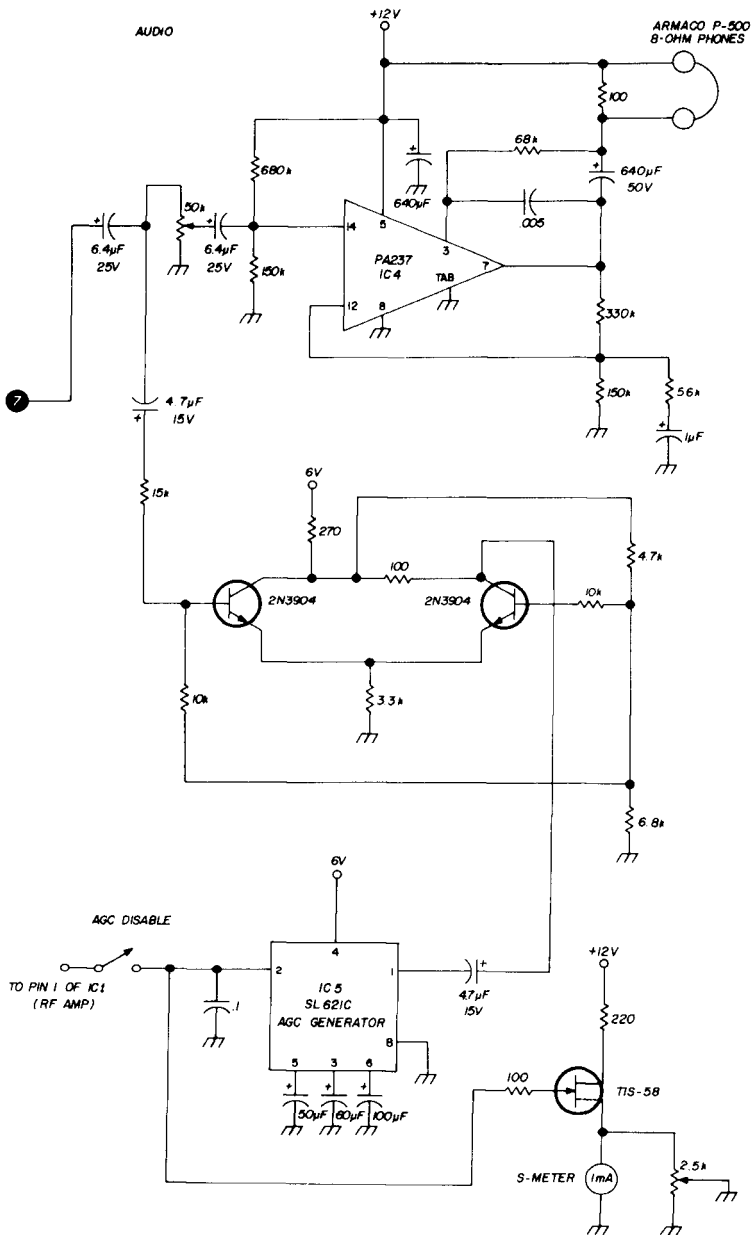 AUDIO
+12V
ARMACO P-500
8-OHM PHONES
100
68k
+
640µF
50V
680k
+
640µF
.005
50k
+
6.4µF
25V
+
6.4µF
25V
150k
14
5
3
PA237
IC4
TAB
7
12
8
330k
150k
56k
+
1µF
7
4.7µF
15V
+
15k
6V
270
100
4.7k
2N3904
2N3904
10k
10k
3.3k
6.8k
6V
AGC DISABLE
TO PIN 1 OF IC1
(RF AMP)
2
4
1
IC5
SL621C
AGC GENERATOR
8
5
3
6
.1
+
50µF
+
60µF
+
100µF
+
4.7µF
15V
+12V
220
100
TIS-58
S-METER
1mA
2.5k